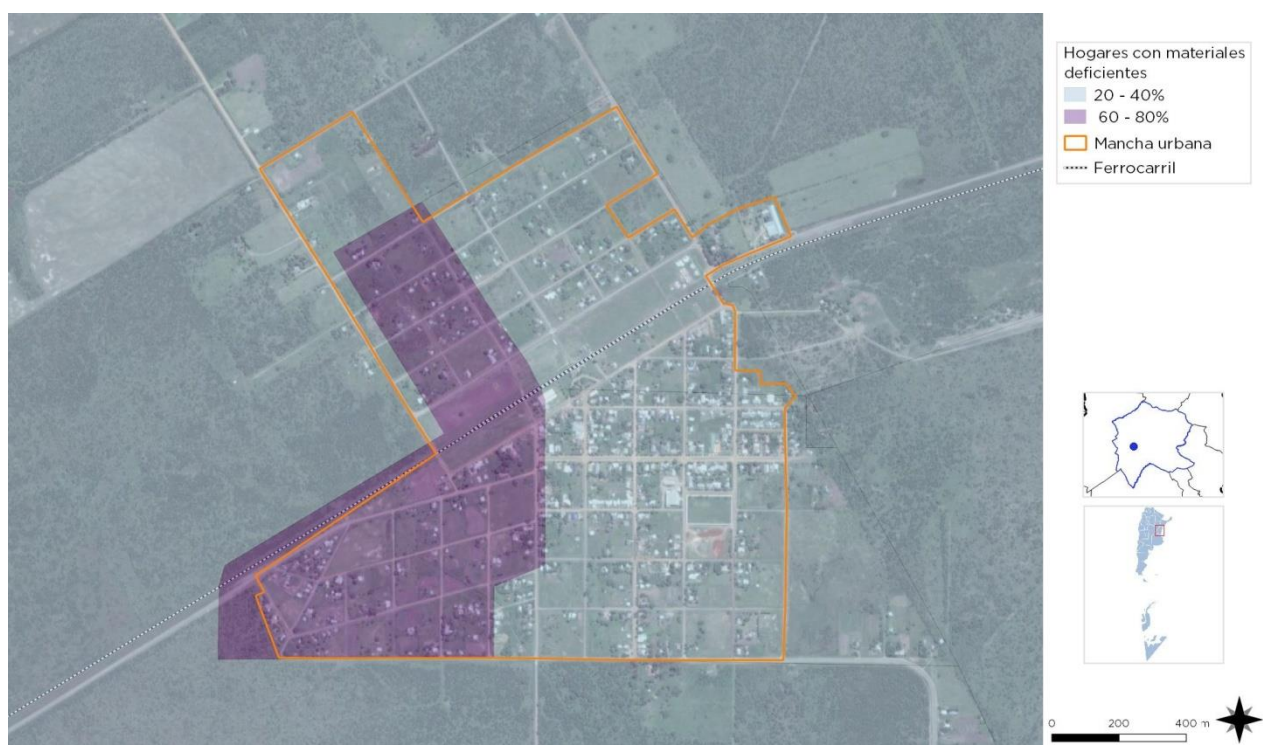 Hogares con materiales
deficientes
20 - 40%
60 - 80%
Mancha urbana
Ferrocarril
0 200 400 m